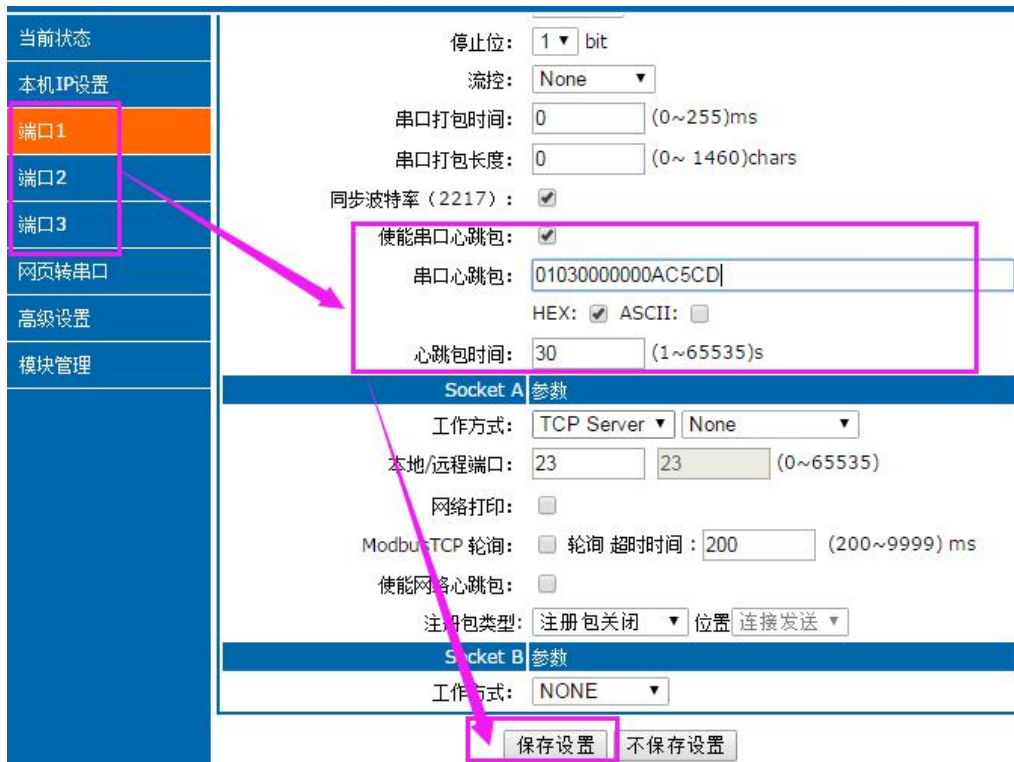 当前状态
本机IP设置
端口1
端口2
端口3
网页转串口
高级设置
模块管理
停止位: 1 bit
流控: None
串口打包时间: 0 (0~255)ms
串口打包长度: 0 (0~ 1460)chars
同步波特率(2217):
使能串口心跳包:
串口心跳包: 01030000000AC5CD
HEX: ASCII:
心跳包时间: 30 (1~65535)s
Socket A 参数
工作方式: TCP Server None
本地/远程端口: 23 23 (0~65535)
网络打印:
ModbusTCP 轮询: 轮询 超时时间:200 (200~9999) ms
使能网络心跳包:
注册包类型: 注册包关闭 位置 连接发送
Socket B 参数
工作方式: NONE
保存设置 不保存设置